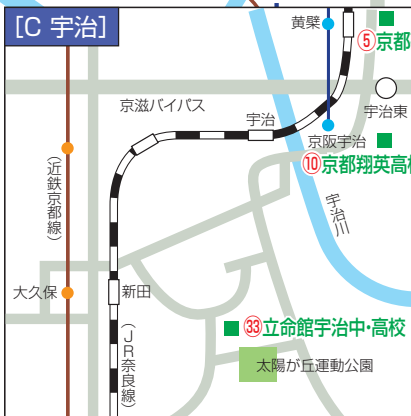 [C 宇治]
黄檗
⑤京都
京滋バイパス
宇治
宇治東
京阪宇治
⑩京都翔英高校
(近鉄京都線)
宇治川
大久保
新田
(JR奈良線)
㉝立命館宇治中・高校
太陽が丘運動公園